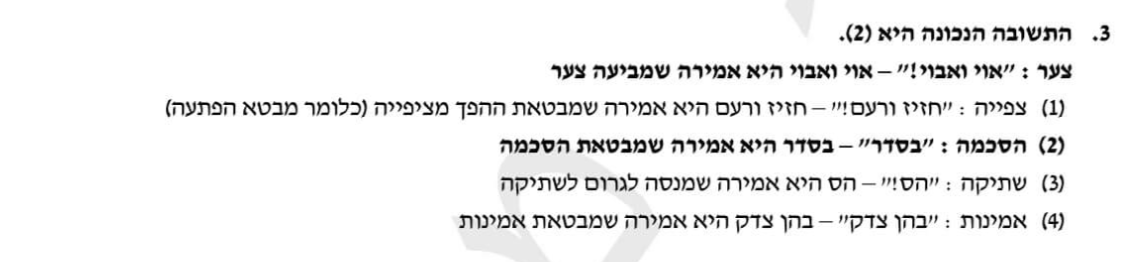 3. התשובה הנכונה היא (2).
צער : "אוי ואבוי!" – אוי ואבוי היא אמירה שמביעה צער
(1) צפייה : "חזיז ורעם!" – חזיז ורעם היא אמירה שמבטאת ההפך מציפייה (כלומר מבטא הפתעה)
(2) הסכמה : "בסדר" – בסדר היא אמירה שמבטאת הסכמה
(3) שתיקה : "הס!" – הס היא אמירה שמנסה לגרום לשתיקה
(4) אמינות : "בהן צדק" – בהן צדק היא אמירה שמבטאת אמינות